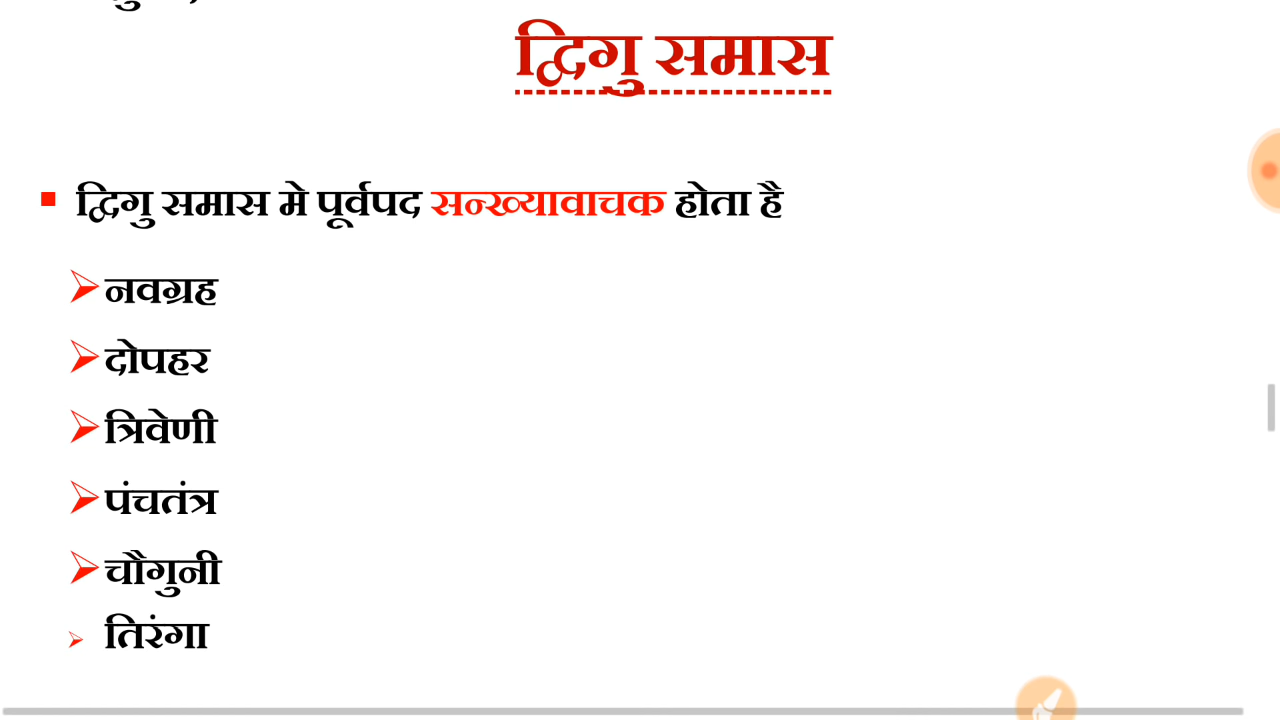 द्विगु समास
द्विगु समास मे पूर्वपद सन्ख्यावाचक होता है
नवग्रह
दोपहर
त्रिवेणी
पंचतंत्र
चौगुनी
तिरंगा